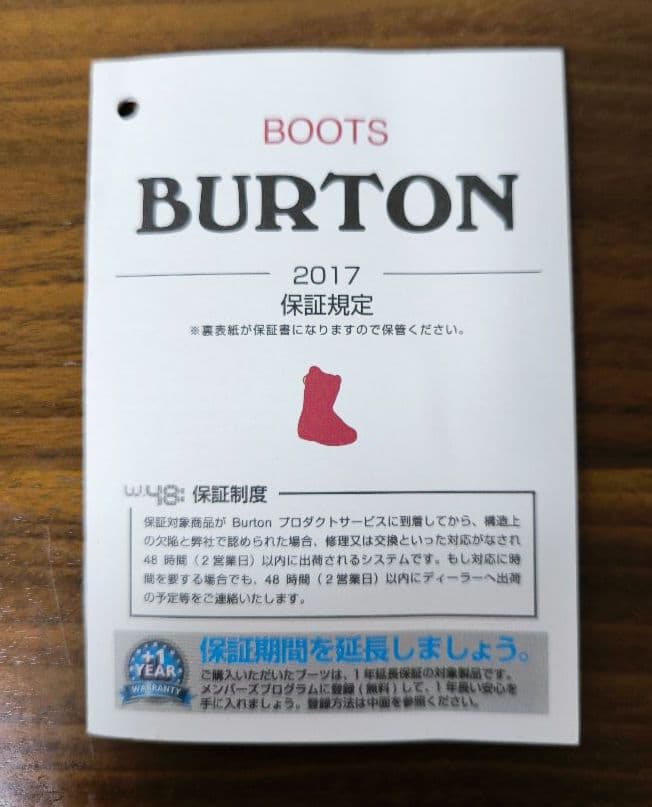 BOOTS
BURTON
2017
保証規定
※裏表紙が保証書になりますので保管ください。
w.48: 保証制度
保証対象商品が Burton プロダクトサービスに到着してから、構造上
の欠陥と弊社で認められた場合、修理又は交換といった対応がなされ
48 時間（2営業日）以内に出荷されるシステムです。もし対応に時
間を要する場合でも、48 時間（2営業日）以内にディーラーへ出荷
の予定等をご連絡いたします。
+1
YEAR
WARRANTY
保証期間を延長しましょう。
ご購入いただいたブーツは、1年延長保証の対象製品です。
メンバーズプログラムに登録（無料）して、1年長い安心を
手に入れましょう。登録方法は中面を参照ください。